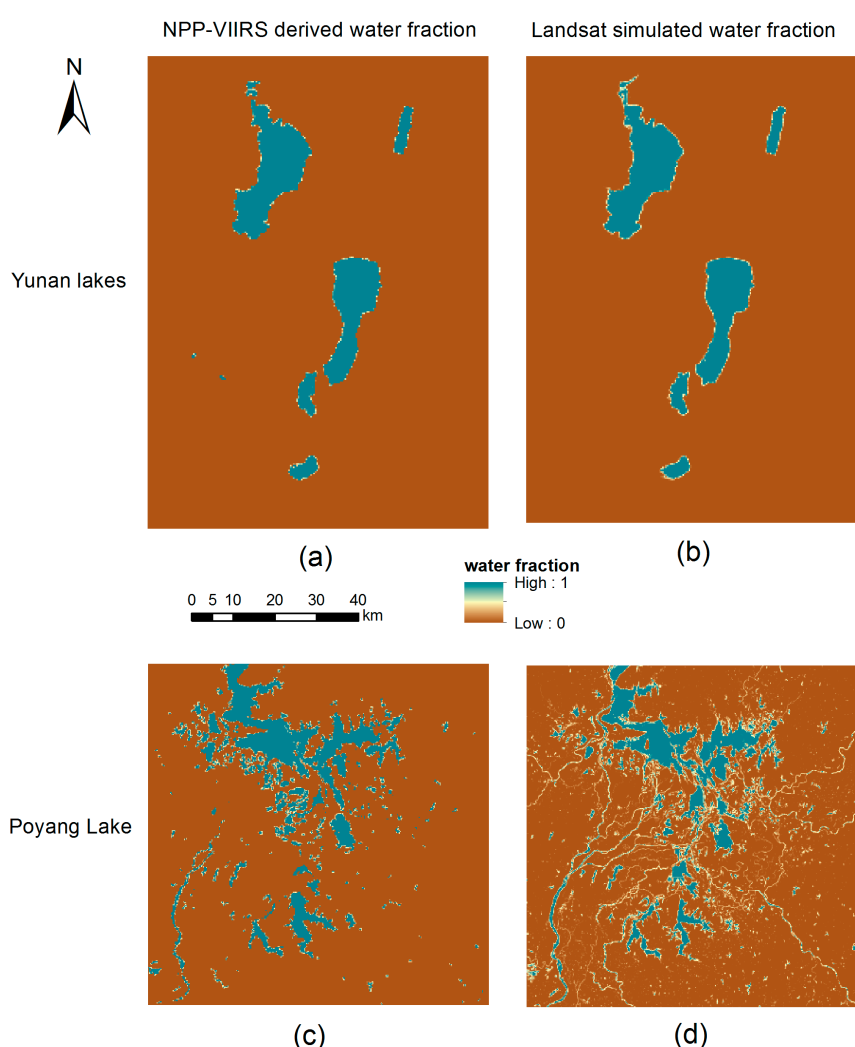 NPP-VIIRS derived water fraction
Landsat simulated water fraction
N
Yunan lakes
(a)
(b)
water fraction
High : 1
Low : 0
0 5 10 20 30 40
km
Poyang Lake
(c)
(d)